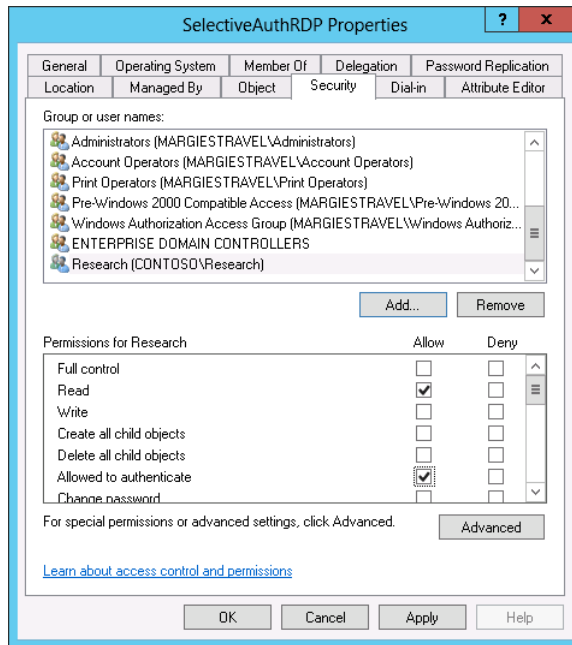 SelectiveAuthRDP Properties
?
x
General Operating System Member Of Delegation Password Replication
Location Managed By Object Security Dial-in Attribute Editor
Group or user names:
Administrators (MARGIESTRAVEL\Administrators)
Account Operators (MARGIESTRAVEL\Account Operators)
Print Operators (MARGIESTRAVEL\Print Operators)
Pre-Windows 2000 Compatible Access (MARGIESTRAVEL\Pre-Windows 20...
Windows Authorization Access Group (MARGIESTRAVEL\Windows Authoriz...
ENTERPRISE DOMAIN CONTROLLERS
Research (CONTOSO\Research)
Add... Remove
Permissions for Research Allow Deny
Full control
Read
Write
Create all child objects
Delete all child objects
Allowed to authenticate
Change password
For special permissions or advanced settings, click Advanced. Advanced
Learn about access control and permissions
OK Cancel Apply Help